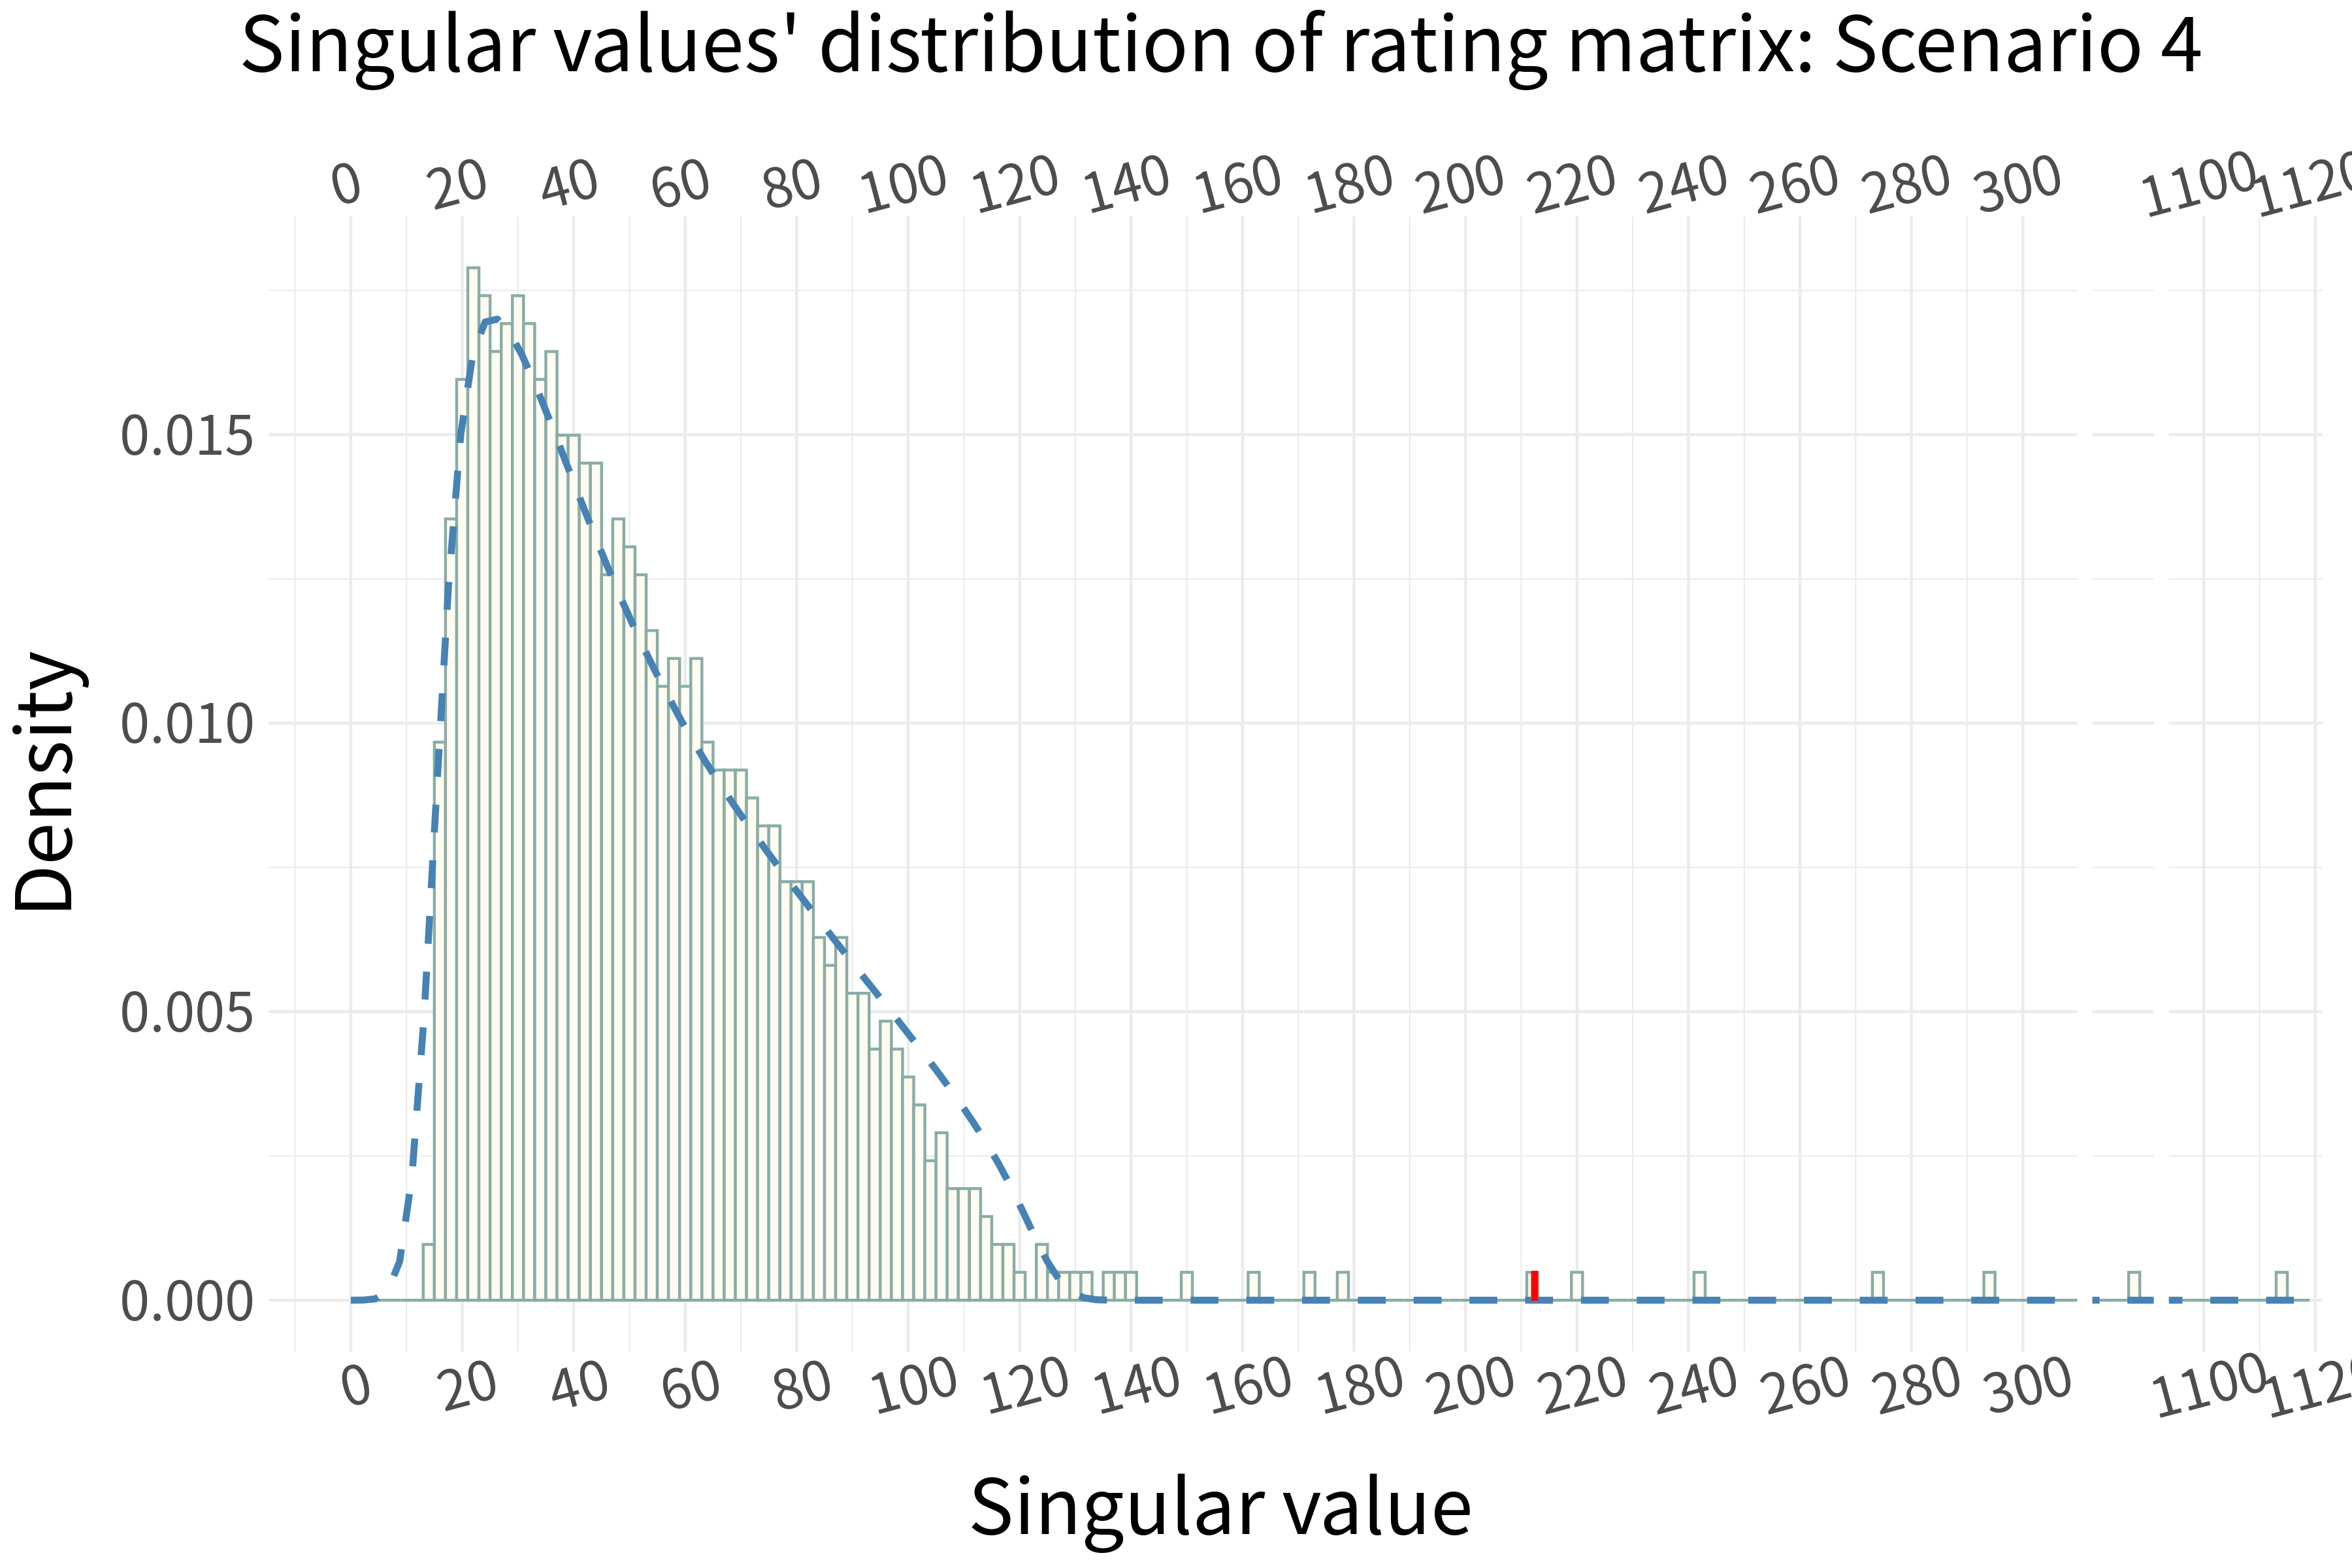 Singular values' distribution of rating matrix: Scenario 4
0 20 40 60 80 100 120 140 160 180 200 220 240 260 280 300 1100 1120
0.015
0.010
0.005
0.000
Density
0 20 40 60 80 100 120 140 160 180 200 220 240 260 280 300 1100
Singular value